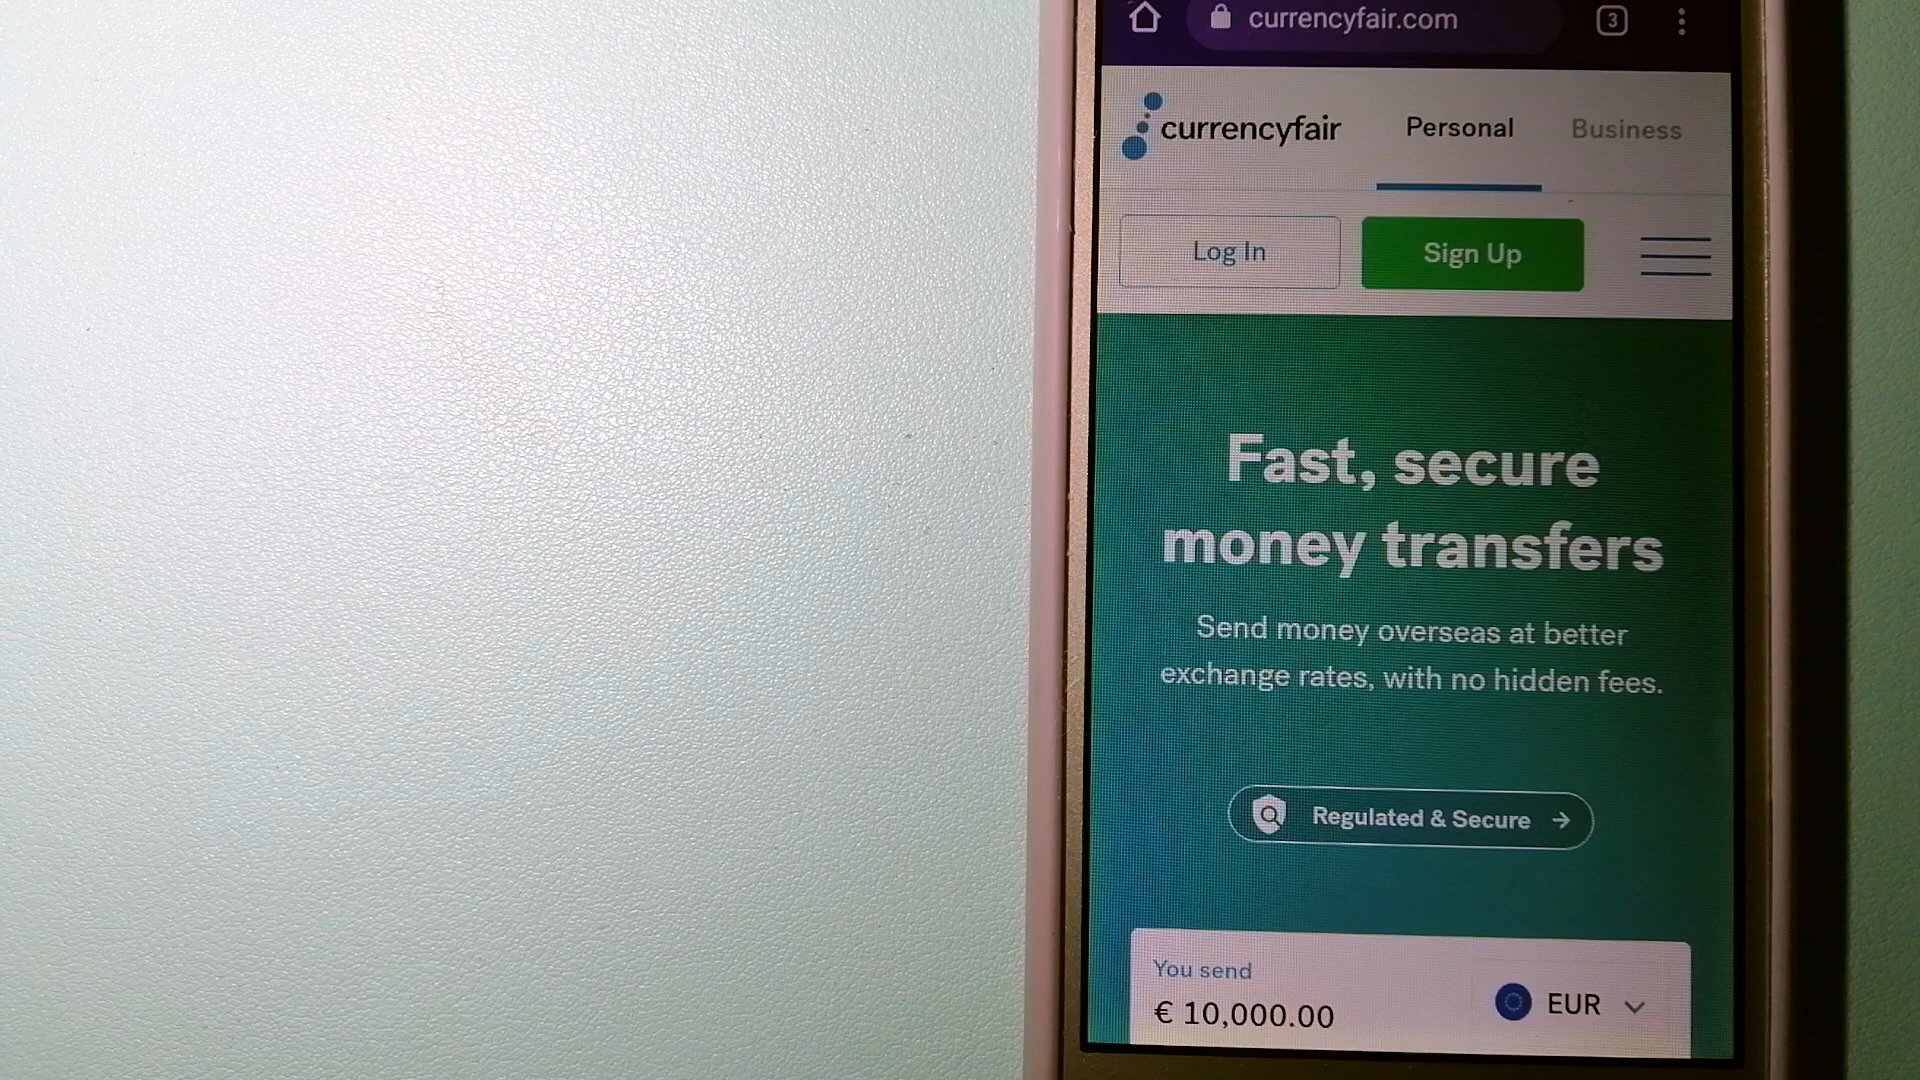 currencyfair.com 3
currencyfair Personal Business
Log In Sign Up
Fast, secure
money transfers
Send money overseas at better
exchange rates, with no hidden fees.
Regulated & Secure →
You send
€ 10,000.00 EUR